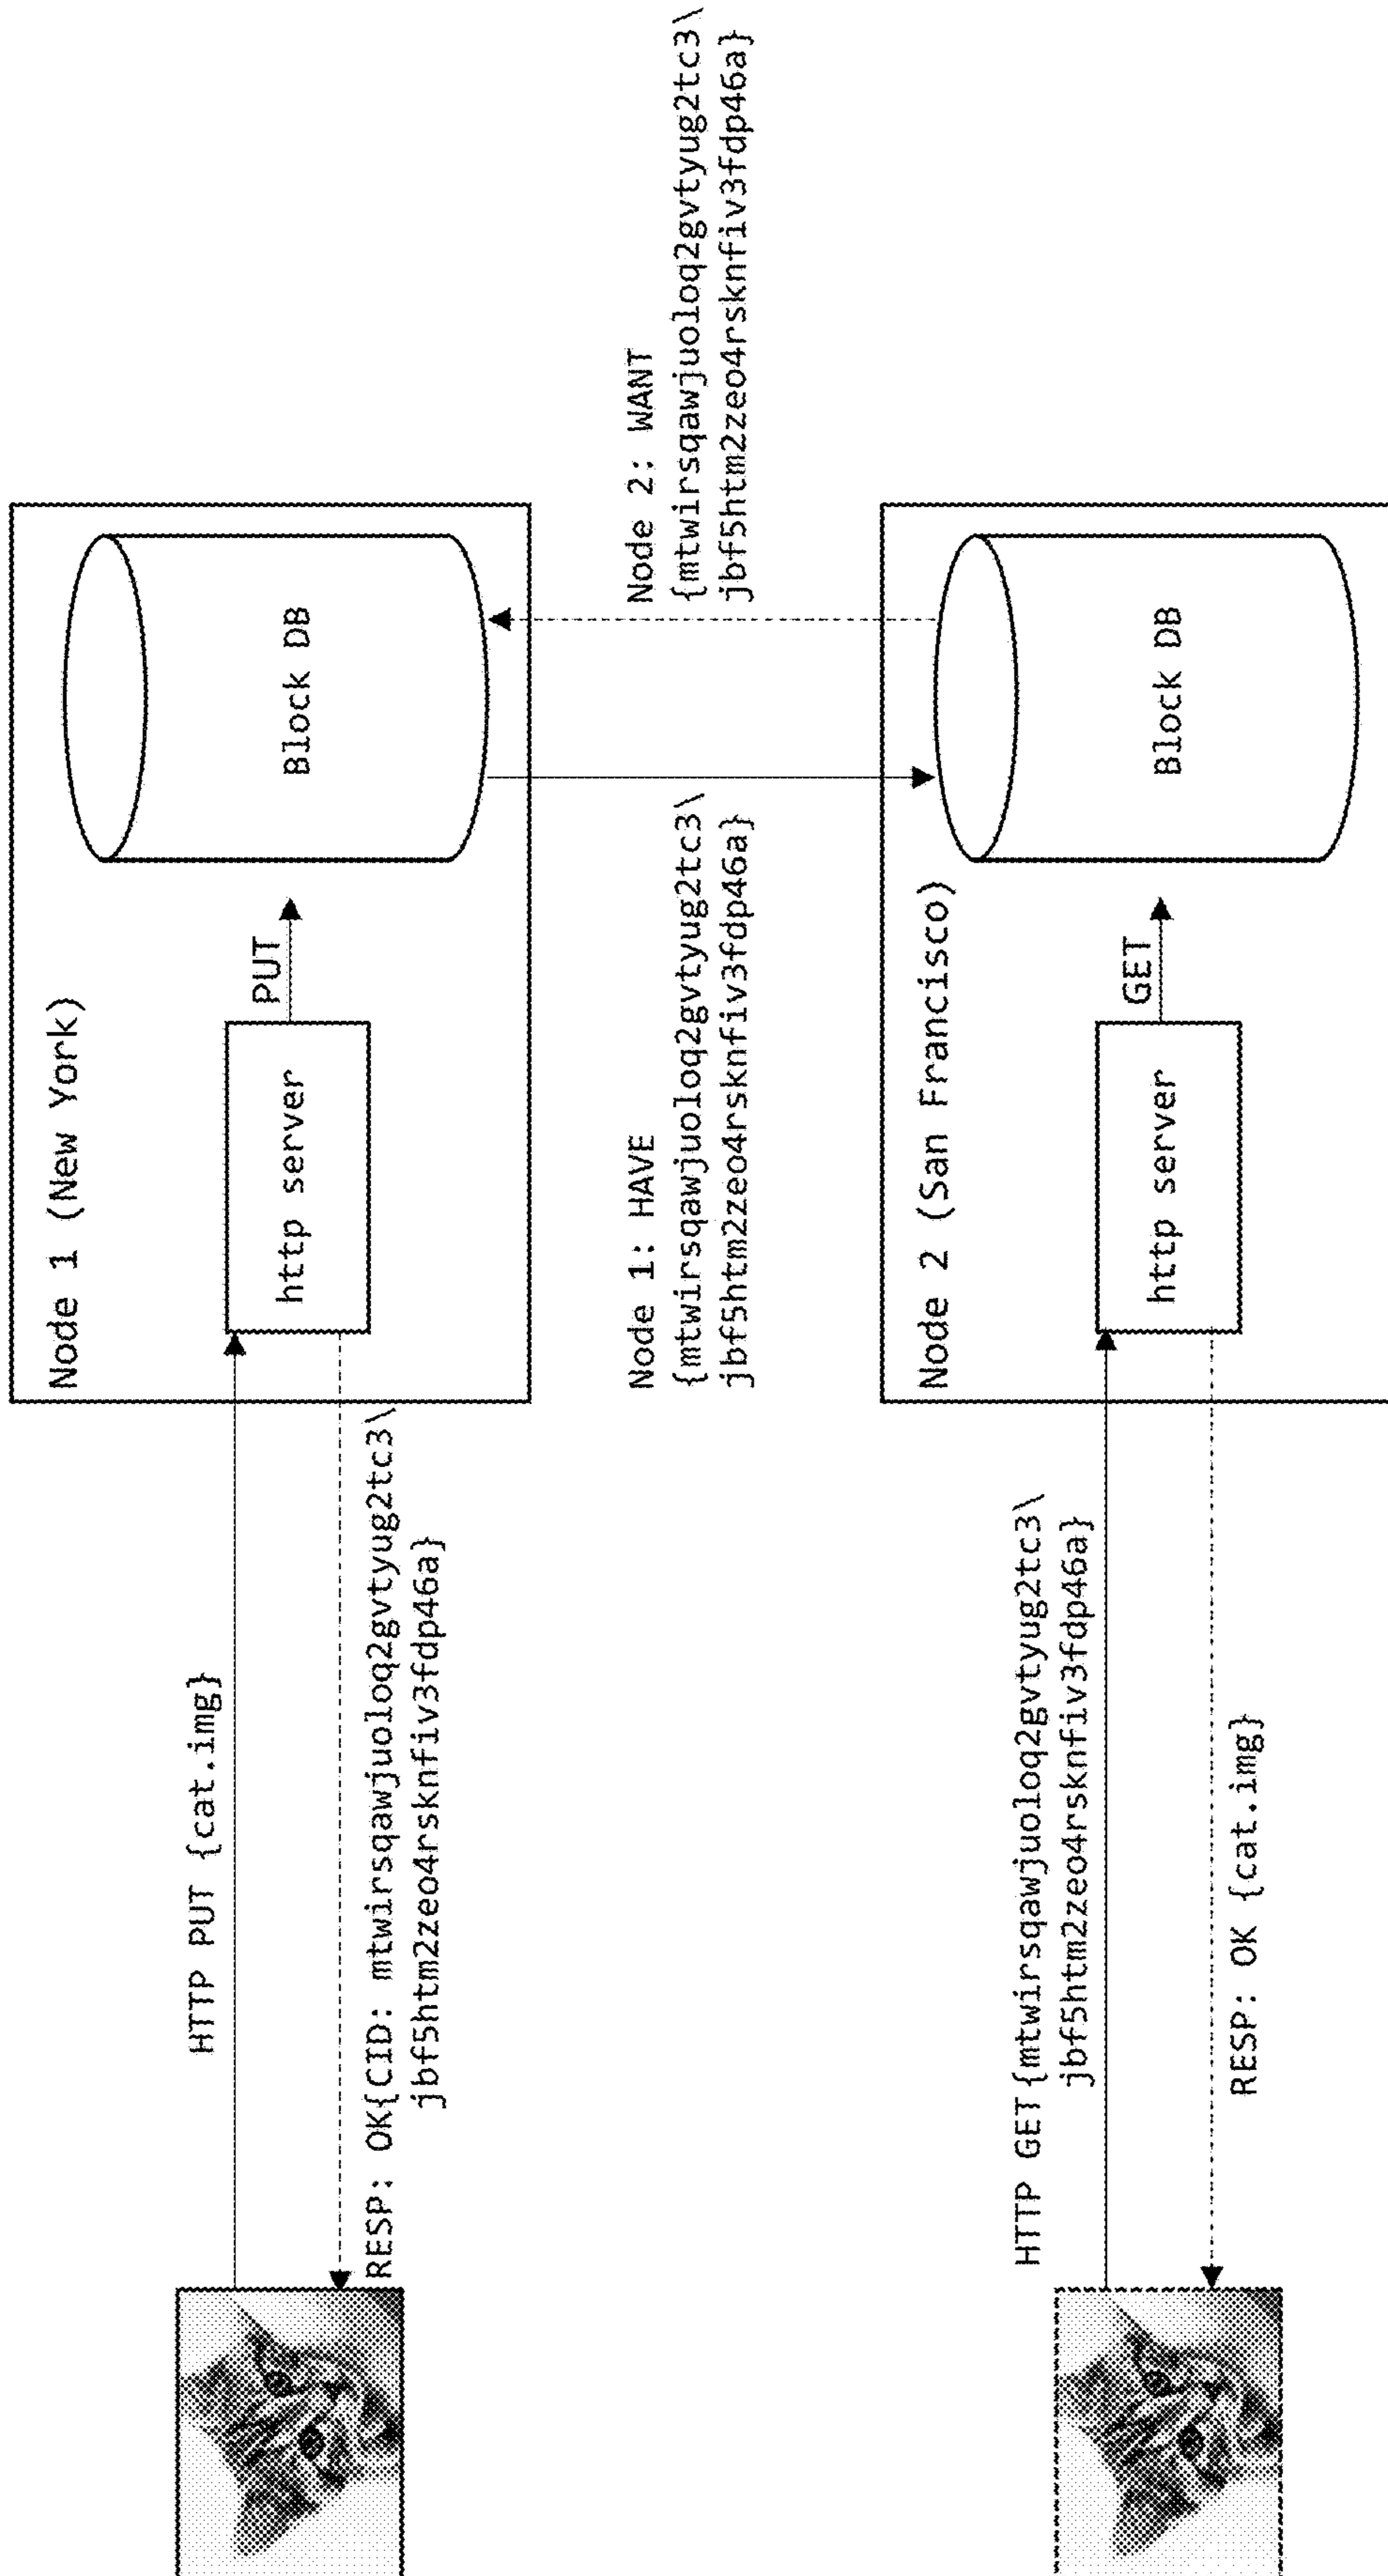 Node 1 (New York)
HTTP PUT {cat.img}
PUT
http server
Block DB
RESP: OK{CID: mtwirsqawjuoloq2gvtyug2tc3\
jbf5htm2zeo4rsknfiv3fdp46a}
Node 1: HAVE
{mtwirsqawjuoloq2gvtyug2tc3\
jbf5htm2zeo4rsknfiv3fdp46a}
Node 2: WANT
{mtwirsqawjuoloq2gvtyug2tc3\
jbf5htm2zeo4rsknfiv3fdp46a}
Node 2 (San Francisco)
HTTP GET{mtwirsqawjuoloq2gvtyug2tc3\
jbf5htm2zeo4rsknfiv3fdp46a}
GET
http server
Block DB
RESP: OK {cat.img}